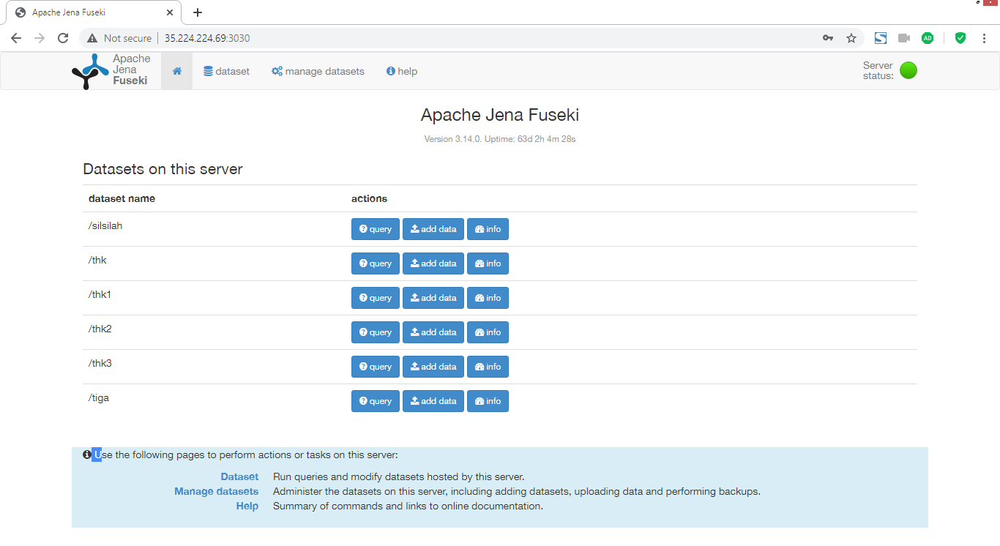 Apache Jena Fuseki
Not secure 35.224.224.69:3030
AD
Apache
Jena
Fuseki
dataset manage datasets help
Server
status:
Apache Jena Fuseki
Version 3.14.0. Uptime: 63d 2h 4m 28s
Datasets on this server
dataset name actions
/silsilah query add data info
/thk query add data info
/thk1 query add data info
/thk2 query add data info
/thk3 query add data info
/tiga query add data info
Use the following pages to perform actions or tasks on this server:
Dataset Run queries and modify datasets hosted by this server.
Manage datasets Administer the datasets on this server, including adding datasets, uploading data and performing backups.
Help Summary of commands and links to online documentation.